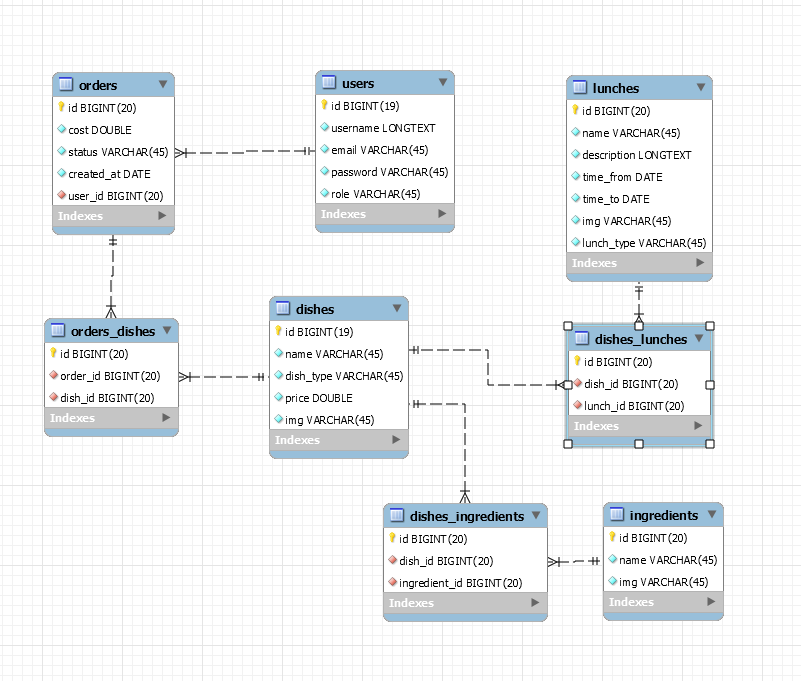 orders
id BIGINT(20)
cost DOUBLE
status VARCHAR(45)
created_at DATE
user_id BIGINT(20)
Indexes
users
id BIGINT(19)
username LONGTEXT
email VARCHAR(45)
password VARCHAR(45)
role VARCHAR(45)
Indexes
lunches
id BIGINT(20)
name VARCHAR(45)
description LONGTEXT
time_from DATE
time_to DATE
img VARCHAR(45)
lunch_type VARCHAR(45)
Indexes
orders_dishes
id BIGINT(20)
order_id BIGINT(20)
dish_id BIGINT(20)
Indexes
dishes
id BIGINT(19)
name VARCHAR(45)
dish_type VARCHAR(45)
price DOUBLE
img VARCHAR(45)
Indexes
dishes_lunches
id BIGINT(20)
dish_id BIGINT(20)
lunch_id BIGINT(20)
Indexes
dishes_ingredients
id BIGINT(20)
dish_id BIGINT(20)
ingredient_id BIGINT(20)
Indexes
ingredients
id BIGINT(20)
name VARCHAR(45)
img VARCHAR(45)
Indexes